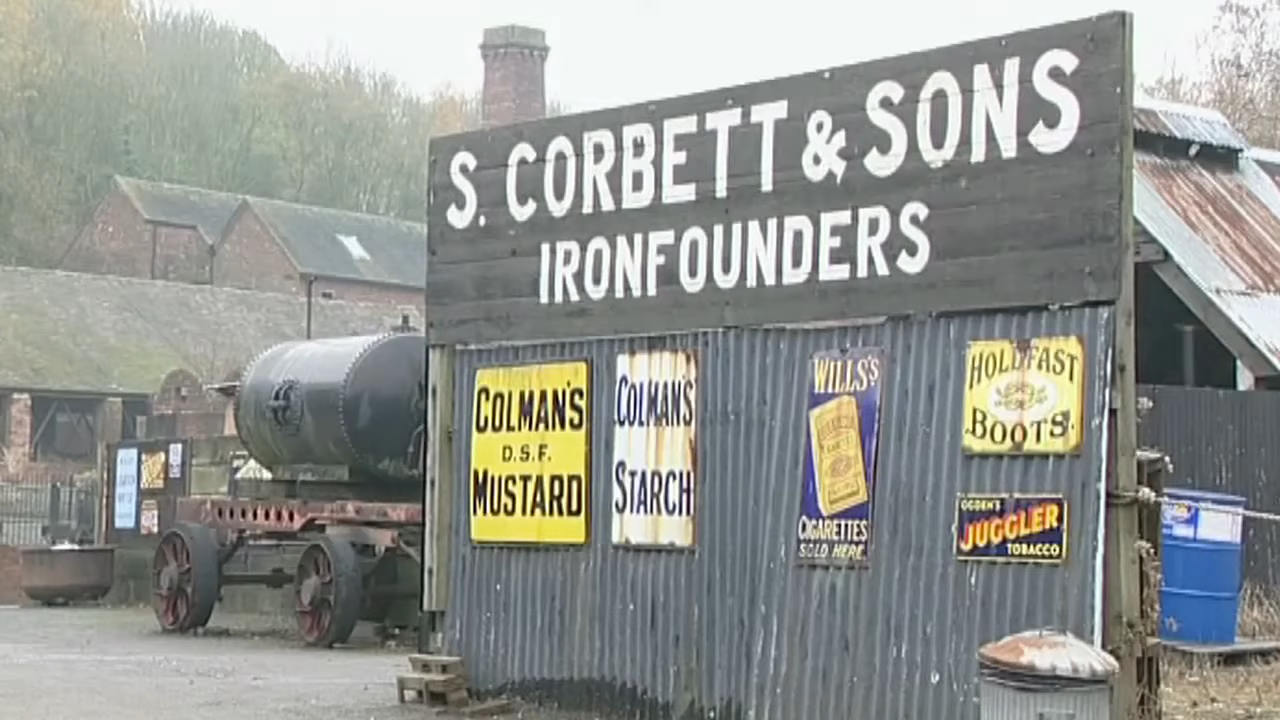 S. CORBETT & SONS
IRONFOUNDERS
COLMAN'S
D.S.F.
MUSTARD
COLMAN'S
STARCH
WILLS'S
CIGARETTES
SOLD HERE
HOLDFAST
BOOTS.
OGDEN'S
JUGGLER
TOBACCO